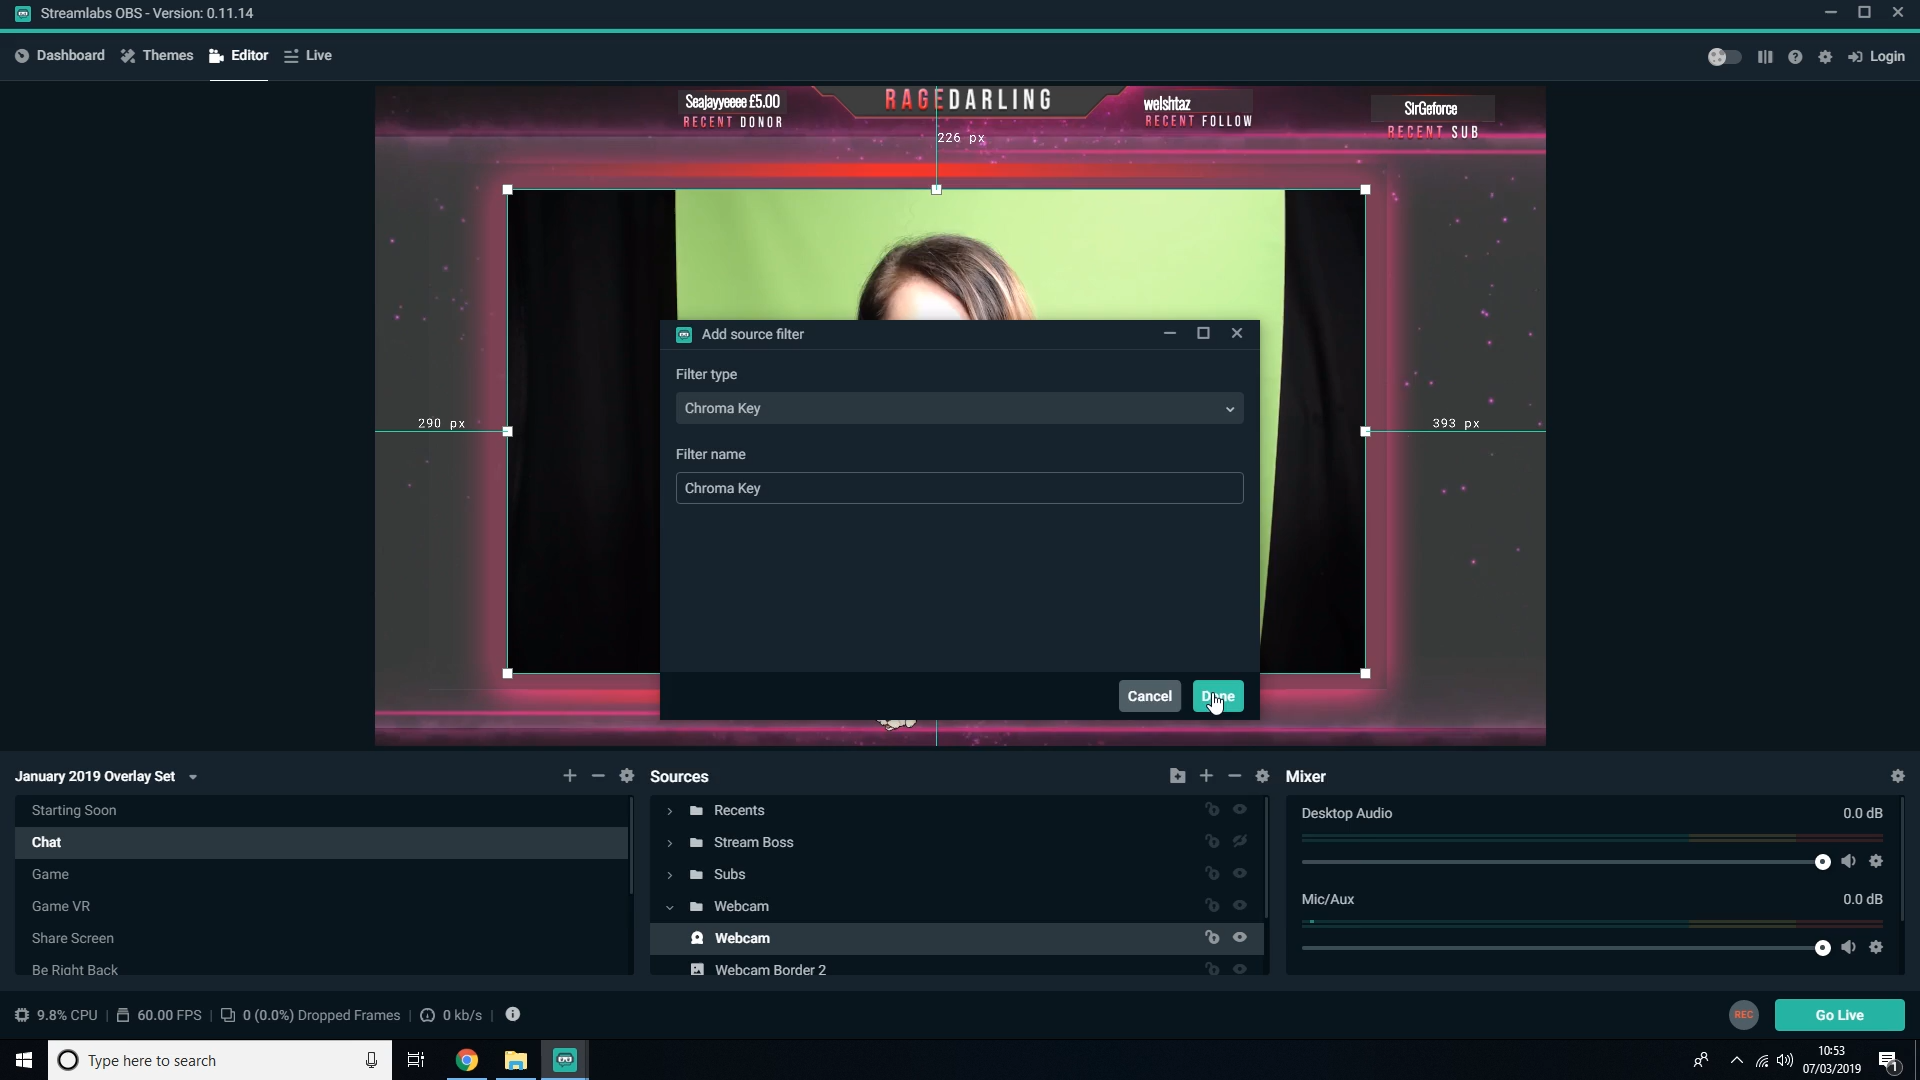 Streamlabs OBS - Version: 0.11.14
Dashboard Themes Editor Live Login
Seajayyeeee £5.00
RECENT DONOR
RAGEDARLING
welshtaz
RECENT FOLLOW
SirGeforce
RECENT SUB
226 px
290 px
393 px
Add source filter
Filter type
Chroma Key
Filter name
Chroma Key
Cancel Done
January 2019 Overlay Set
Starting Soon
Chat
Game
Game VR
Share Screen
Be Right Back
Sources
Recents
Stream Boss
Subs
Webcam
Webcam
Webcam Border 2
Mixer
Desktop Audio 0.0 dB
Mic/Aux 0.0 dB
9.8% CPU | 60.00 FPS | 0 (0.0%) Dropped Frames | 0 kb/s |
REC Go Live
Type here to search
10:53
07/03/2019
1